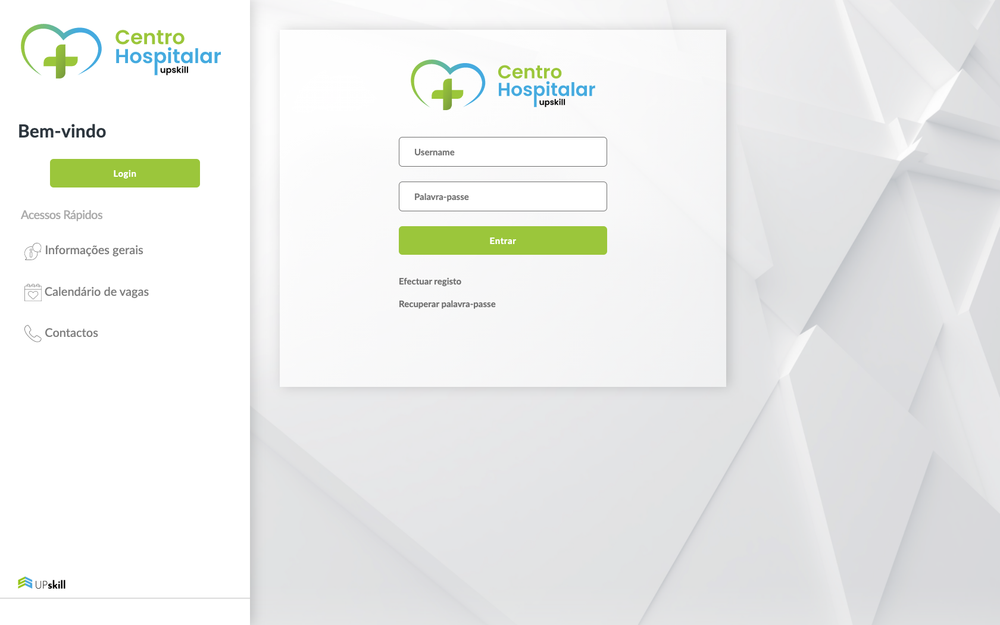 Centro
Hospitalar
upskill
Bem-vindo
Login
Acessos Rápidos
Informações gerais
Calendário de vagas
Contactos
UPskill
Centro
Hospitalar
upskill
Username
Palavra-passe
Entrar
Efectuar registo
Recuperar palavra-passe